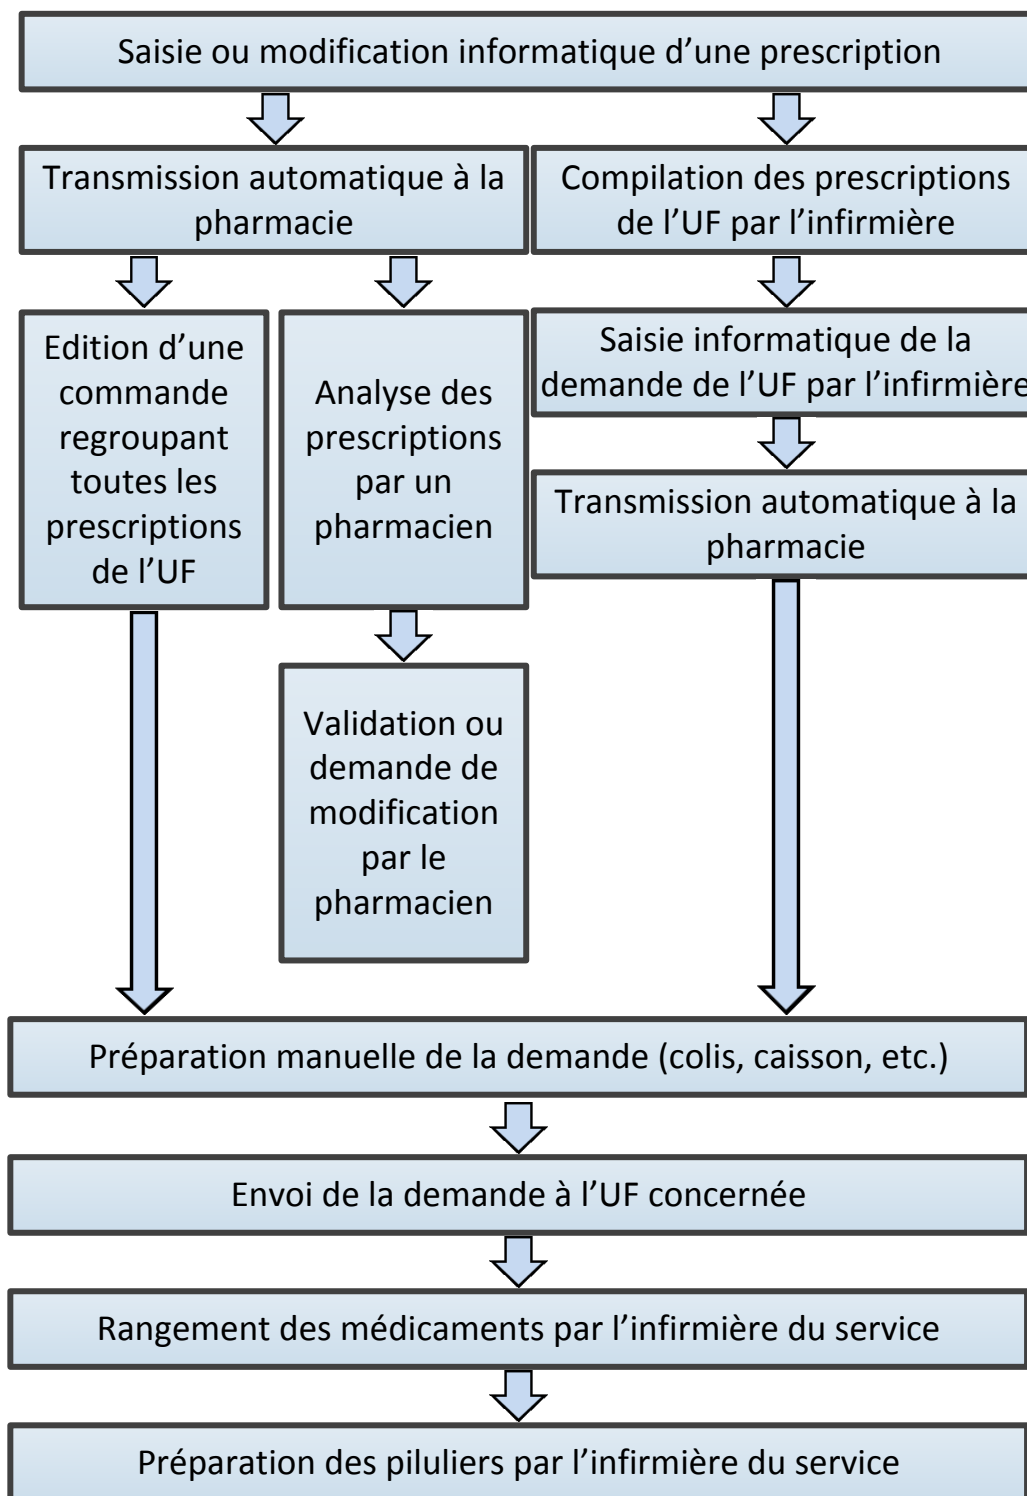 Saisie ou modification informatique d’une prescription
Transmission automatique à la
pharmacie
Compilation des prescriptions
de l’UF par l’infirmière
Edition d’une
commande
regroupant
toutes les
prescriptions
de l’UF
Analyse des
prescriptions
par un
pharmacien
Saisie informatique de la
demande de l’UF par l’infirmière
Transmission automatique à la
pharmacie
Validation ou
demande de
modification
par le
pharmacien
Préparation manuelle de la demande (colis, caisson, etc.)
Envoi de la demande à l’UF concernée
Rangement des médicaments par l’infirmière du service
Préparation des piluliers par l’infirmière du service